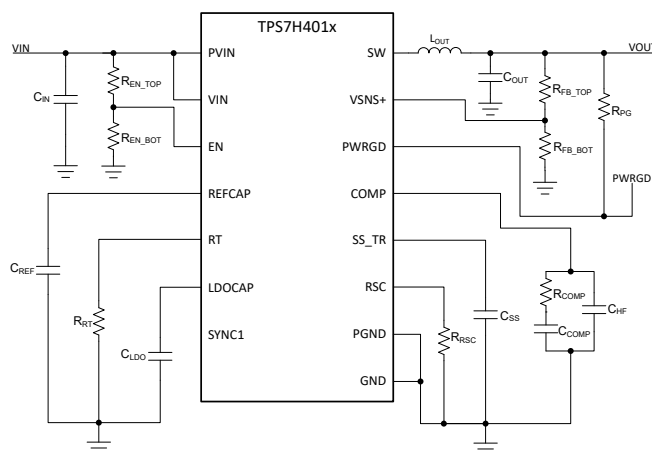 TPS7H401x
VIN
PVIN
VIN
EN
REFCAP
RT
LDOCAP
SYNC1
SW
VSNS+
PWRGD
COMP
SS_TR
RSC
PGND
GND
C_IN
R_EN_TOP
R_EN_BOT
C_REF
R_RT
C_LDO
L_OUT
C_OUT
R_FB_TOP
R_FB_BOT
R_PG
VOUT
PWRGD
R_COMP
C_COMP
C_HF
C_SS
R_RSC